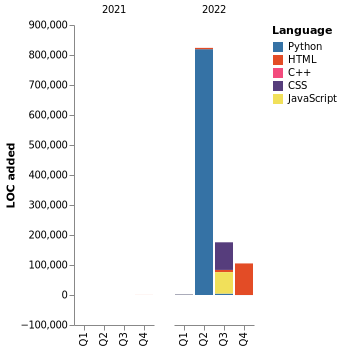 2021 2022
Language
Python
HTML
C++
CSS
JavaScript
LOC added
900,000
800,000
700,000
600,000
500,000
400,000
300,000
200,000
100,000
0
−100,000
Q1 Q2 Q3 Q4 Q1 Q2 Q3 Q4